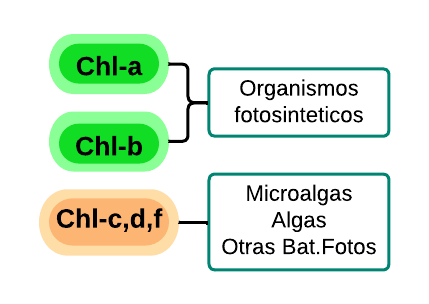 Chl-a
Organismos
fotosinteticos
Chl-b
Chl-c,d,f
Microalgas
Algas
Otras Bat.Fotos